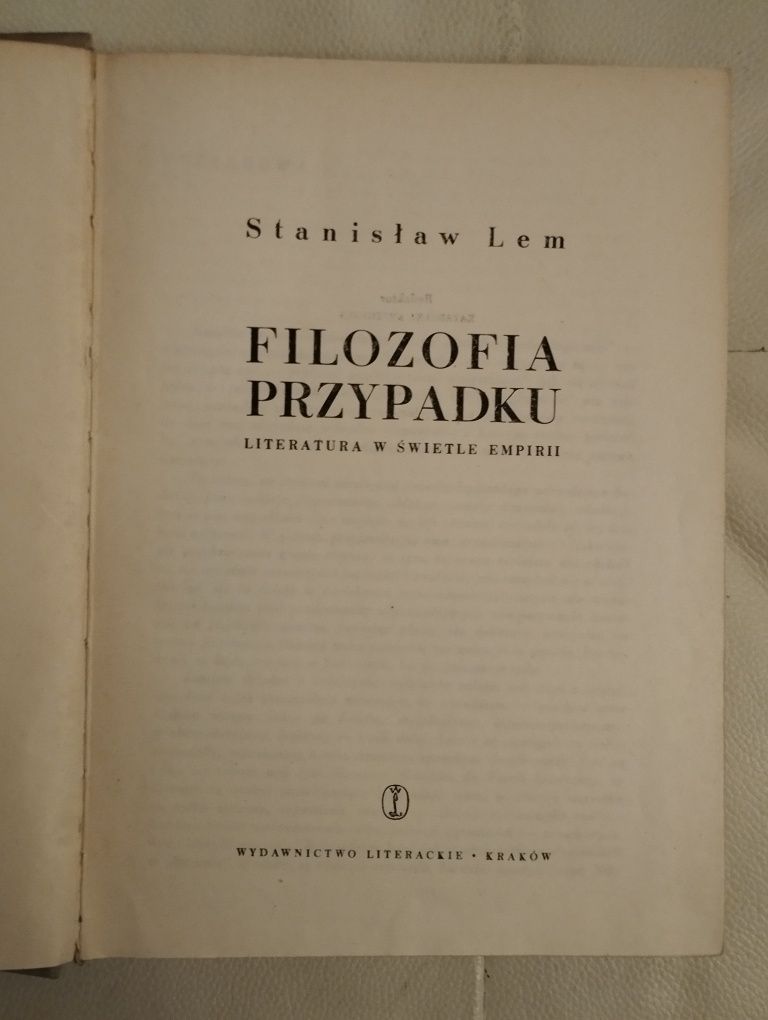 Stanisław Lem
FILOZOFIA
PRZYPADKU
LITERATURA W ŚWIETLE EMPIRII
WYDAWNICTWO LITERACKIE • KRAKÓW